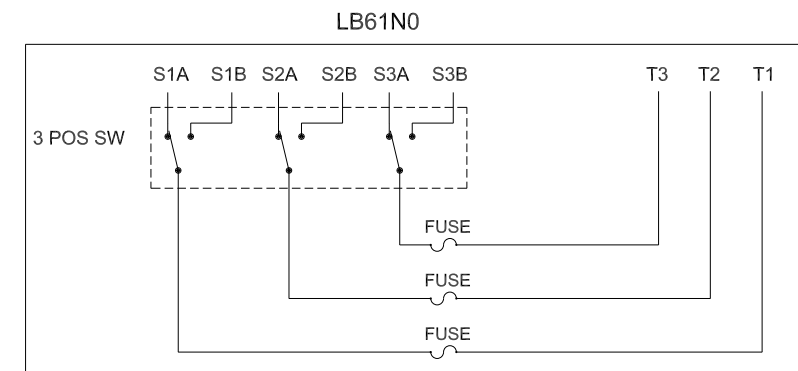 LB61N0
S1A S1B S2A S2B S3A S3B T3 T2 T1
3 POS SW
FUSE
FUSE
FUSE